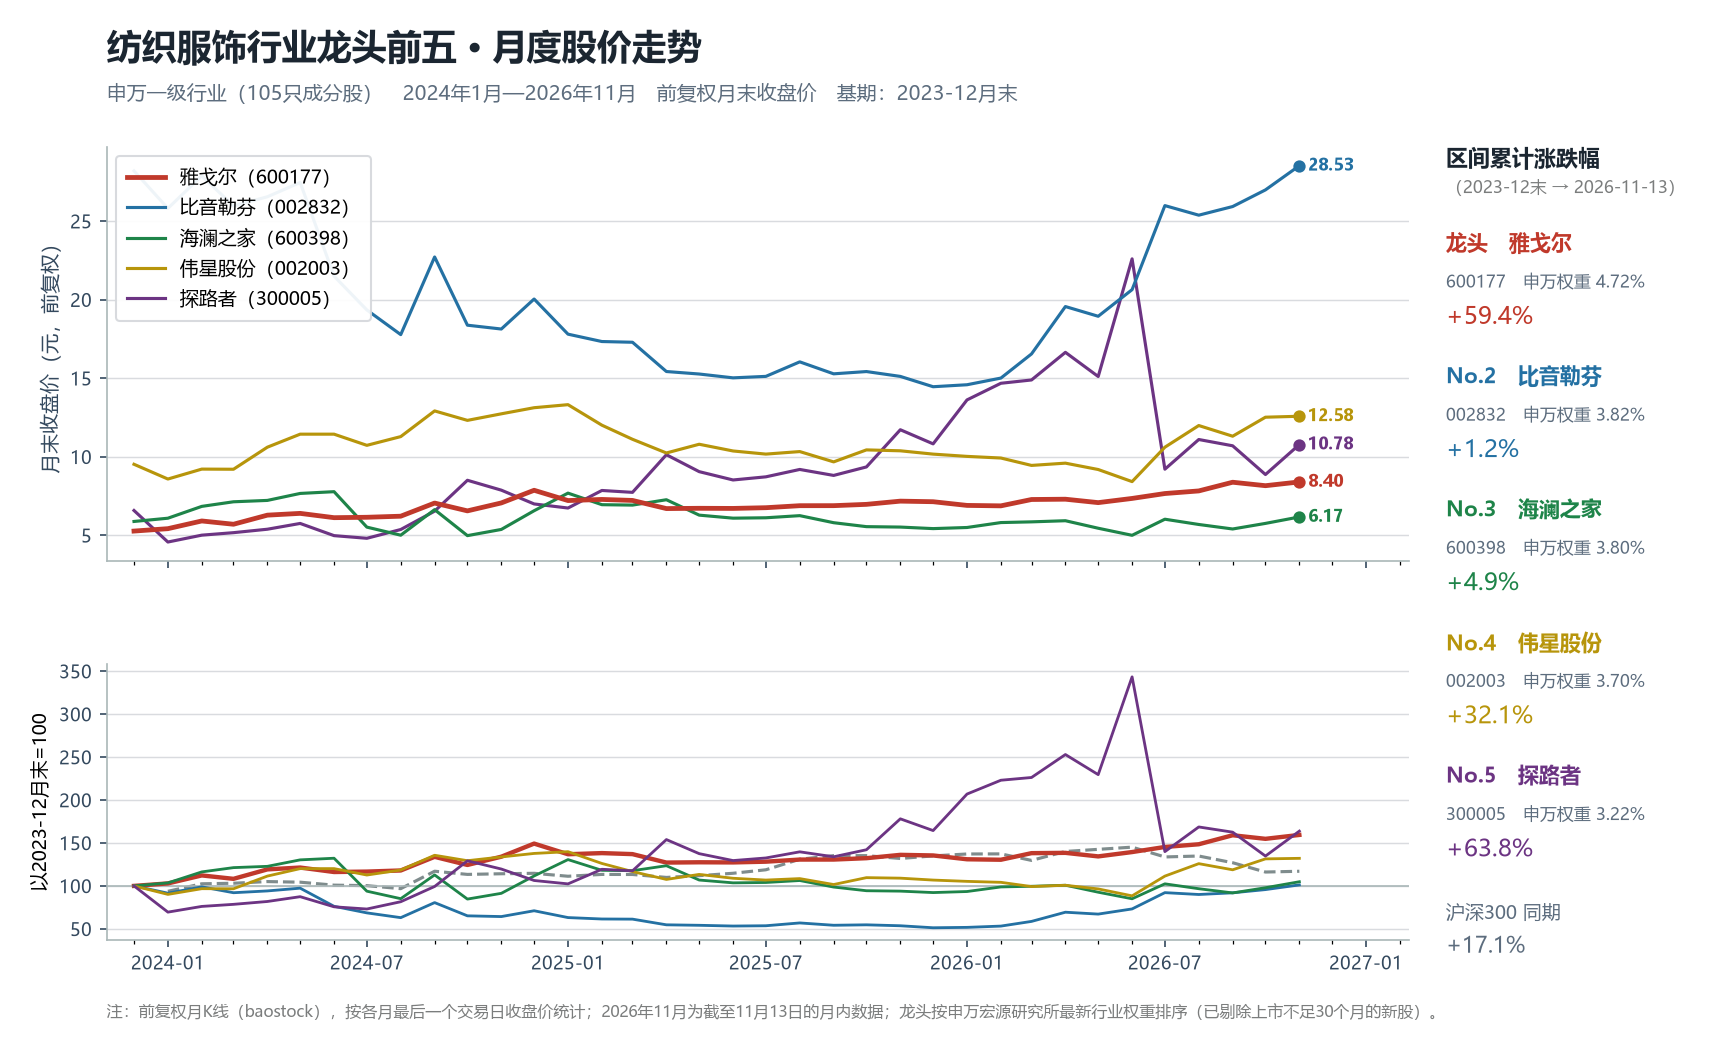 纺织服饰行业龙头前五 · 月度股价走势
申万一级行业（105只成分股）　2024年1月—2026年11月　前复权月末收盘价　基期：2023-12月末
月末收盘价（元，前复权）
25
20
15
10
5
雅戈尔（600177）
比音勒芬（002832）
海澜之家（600398）
伟星股份（002003）
探路者（300005）
28.53
12.58
10.78
8.40
6.17
以2023-12月末=100
350
300
250
200
150
100
50
2024-01
2024-07
2025-01
2025-07
2026-01
2026-07
2027-01
区间累计涨跌幅
（2023-12末 → 2026-11-13）
龙头　雅戈尔
600177　申万权重 4.72%
+59.4%
No.2　比音勒芬
002832　申万权重 3.82%
+1.2%
No.3　海澜之家
600398　申万权重 3.80%
+4.9%
No.4　伟星股份
002003　申万权重 3.70%
+32.1%
No.5　探路者
300005　申万权重 3.22%
+63.8%
沪深300 同期
+17.1%
注：前复权月K线（baostock），按各月最后一个交易日收盘价统计；2026年11月为截至11月13日的月内数据；龙头按申万宏源研究所最新行业权重排序（已剔除上市不足30个月的新股）。